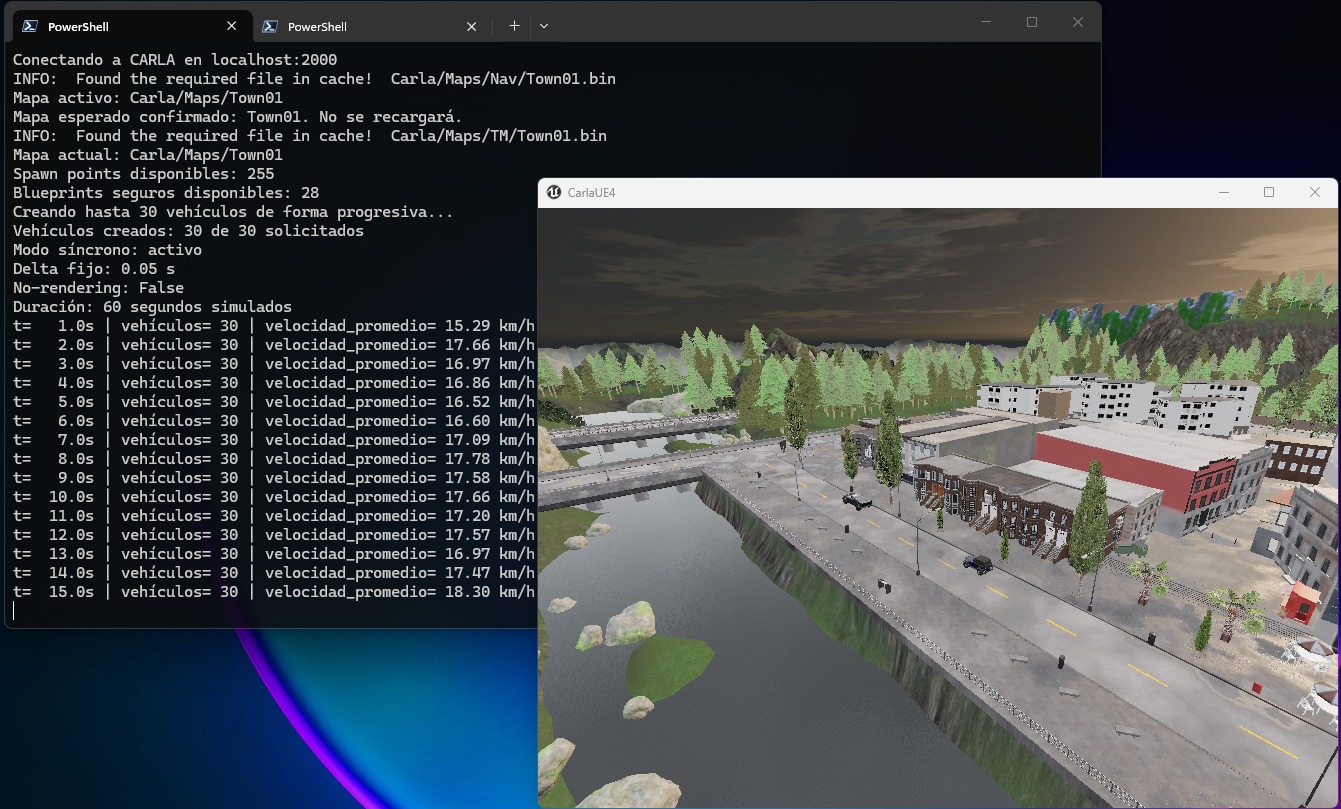 PowerShell
PowerShell
Conectando a CARLA en localhost:2000
INFO:  Found the required file in cache!  Carla/Maps/Nav/Town01.bin
Mapa activo: Carla/Maps/Town01
Mapa esperado confirmado: Town01. No se recargará.
INFO:  Found the required file in cache!  Carla/Maps/TM/Town01.bin
Mapa actual: Carla/Maps/Town01
Spawn points disponibles: 255
Blueprints seguros disponibles: 28
Creando hasta 30 vehículos de forma progresiva...
Vehículos creados: 30 de 30 solicitados
Modo síncrono: activo
Delta fijo: 0.05 s
No-rendering: False
Duración: 60 segundos simulados
t=   1.0s | vehículos= 30 | velocidad_promedio= 15.29 km/h
t=   2.0s | vehículos= 30 | velocidad_promedio= 17.66 km/h
t=   3.0s | vehículos= 30 | velocidad_promedio= 16.97 km/h
t=   4.0s | vehículos= 30 | velocidad_promedio= 16.86 km/h
t=   5.0s | vehículos= 30 | velocidad_promedio= 16.52 km/h
t=   6.0s | vehículos= 30 | velocidad_promedio= 16.60 km/h
t=   7.0s | vehículos= 30 | velocidad_promedio= 17.09 km/h
t=   8.0s | vehículos= 30 | velocidad_promedio= 17.78 km/h
t=   9.0s | vehículos= 30 | velocidad_promedio= 17.58 km/h
t=  10.0s | vehículos= 30 | velocidad_promedio= 17.66 km/h
t=  11.0s | vehículos= 30 | velocidad_promedio= 17.20 km/h
t=  12.0s | vehículos= 30 | velocidad_promedio= 17.57 km/h
t=  13.0s | vehículos= 30 | velocidad_promedio= 16.97 km/h
t=  14.0s | vehículos= 30 | velocidad_promedio= 17.47 km/h
t=  15.0s | vehículos= 30 | velocidad_promedio= 18.30 km/h
CarlaUE4